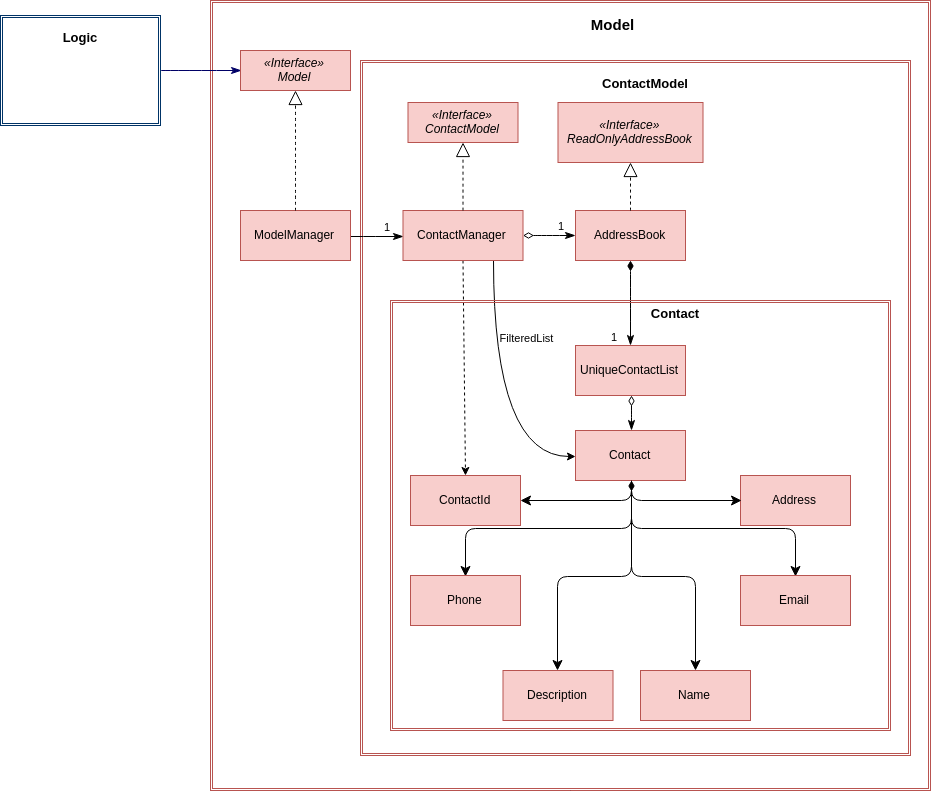 Logic
Model
«Interface»
Model
ContactModel
«Interface»
ContactModel
«Interface»
ReadOnlyAddressBook
ModelManager
1
ContactManager
1
AddressBook
Contact
FilteredList
1
UniqueContactList
Contact
ContactId
Address
Phone
Email
Description
Name